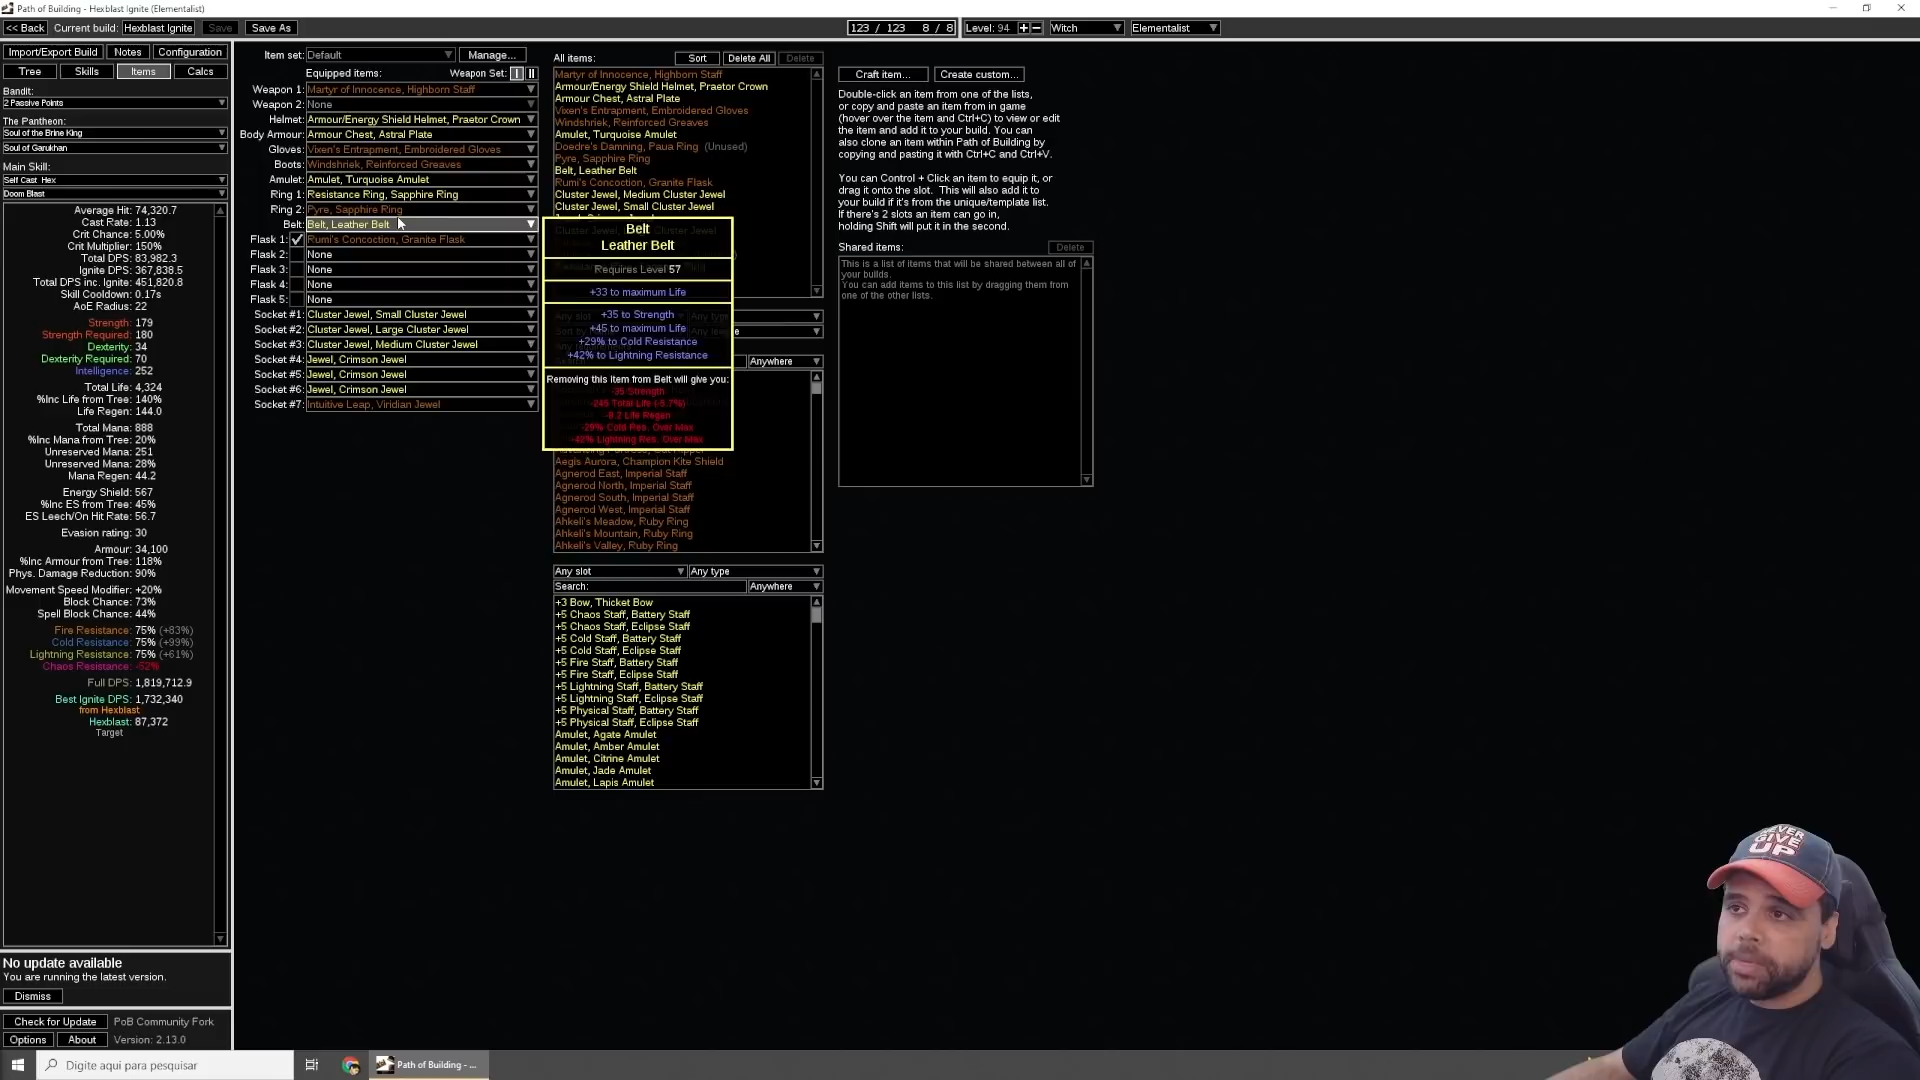 Path of Building - Hexblast Ignite (Elementalist)
<< Back
Current build:
Hexblast Ignite
Save
Save As
123 / 123 8 / 8
Level: 94
Witch
Elementalist
Import/Export Build
Notes
Configuration
Tree
Skills
Items
Calcs
Bandit:
2 Passive Points
The Pantheon:
Soul of the Brine King
Soul of Garukhan
Main Skill:
Self Cast Hex
Doom Blast
Average Hit: 74,320.7
Cast Rate: 1.13
Crit Chance: 5.00%
Crit Multiplier: 150%
Total DPS: 83,982.3
Ignite DPS: 367,838.5
Total DPS inc. Ignite: 451,820.8
Skill Cooldown: 0.17s
AoE Radius: 22
Strength: 179
Strength Required: 180
Dexterity: 34
Dexterity Required: 70
Intelligence: 252
Total Life: 4,324
%Inc Life from Tree: 140%
Life Regen: 144.0
Total Mana: 888
%Inc Mana from Tree: 20%
Unreserved Mana: 251
Unreserved Mana: 28%
Mana Regen: 44.2
Energy Shield: 567
%Inc ES from Tree: 45%
ES Leech/On Hit Rate: 56.7
Evasion rating: 30
Armour: 34,100
%Inc Armour from Tree: 118%
Phys. Damage Reduction: 90%
Movement Speed Modifier: +20%
Block Chance: 73%
Spell Block Chance: 44%
Fire Resistance: 75% (+83%)
Cold Resistance: 75% (+99%)
Lightning Resistance: 75% (+61%)
Chaos Resistance: -52%
Full DPS: 1,819,712.9
Best Ignite DPS: 1,732,340
from Hexblast
Hexblast: 87,372
Target
No update available
You are running the latest version.
Dismiss
Check for Update
PoB Community Fork
Options
About
Version: 2.13.0
Item set:
Default
Manage...
Equipped items:
Weapon Set: I II
Weapon 1: Martyr of Innocence, Highborn Staff
Weapon 2: None
Helmet: Armour/Energy Shield Helmet, Praetor Crown
Body Armour: Armour Chest, Astral Plate
Gloves: Vixen's Entrapment, Embroidered Gloves
Boots: Windshriek, Reinforced Greaves
Amulet: Amulet, Turquoise Amulet
Ring 1: Resistance Ring, Sapphire Ring
Ring 2: Pyre, Sapphire Ring
Belt: Belt, Leather Belt
Flask 1: Rumi's Concoction, Granite Flask
Flask 2: None
Flask 3: None
Flask 4: None
Flask 5: None
Socket #1: Cluster Jewel, Small Cluster Jewel
Socket #2: Cluster Jewel, Large Cluster Jewel
Socket #3: Cluster Jewel, Medium Cluster Jewel
Socket #4: Jewel, Crimson Jewel
Socket #5: Jewel, Crimson Jewel
Socket #6: Jewel, Crimson Jewel
Socket #7: Intuitive Leap, Viridian Jewel
All items:
Sort
Delete All
Delete
Martyr of Innocence, Highborn Staff
Armour/Energy Shield Helmet, Praetor Crown
Armour Chest, Astral Plate
Vixen's Entrapment, Embroidered Gloves
Windshriek, Reinforced Greaves
Amulet, Turquoise Amulet
Doedre's Damning, Paua Ring (Unused)
Pyre, Sapphire Ring
Belt, Leather Belt
Rumi's Concoction, Granite Flask
Cluster Jewel, Medium Cluster Jewel
Cluster Jewel, Small Cluster Jewel
Belt
Leather Belt
Requires Level 57
+33 to maximum Life
+35 to Strength
+45 to maximum Life
+29% to Cold Resistance
+42% to Lightning Resistance
Removing this item from Belt will give you:
-35 Strength
-245 Total Life (-5.7%)
-8.2 Life Regen
-29% Cold Res. Over Max
-42% Lightning Res. Over Max
Anywhere
Aegis Aurora, Champion Kite Shield
Agnerod East, Imperial Staff
Agnerod North, Imperial Staff
Agnerod South, Imperial Staff
Agnerod West, Imperial Staff
Ahkeli's Meadow, Ruby Ring
Ahkeli's Mountain, Ruby Ring
Ahkeli's Valley, Ruby Ring
Any slot
Any type
Search:
Anywhere
+3 Bow, Thicket Bow
+5 Chaos Staff, Battery Staff
+5 Chaos Staff, Eclipse Staff
+5 Cold Staff, Battery Staff
+5 Cold Staff, Eclipse Staff
+5 Fire Staff, Battery Staff
+5 Fire Staff, Eclipse Staff
+5 Lightning Staff, Battery Staff
+5 Lightning Staff, Eclipse Staff
+5 Physical Staff, Battery Staff
+5 Physical Staff, Eclipse Staff
Amulet, Agate Amulet
Amulet, Amber Amulet
Amulet, Citrine Amulet
Amulet, Jade Amulet
Amulet, Lapis Amulet
Craft item...
Create custom...
Double-click an item from one of the lists,
or copy and paste an item from in game
(hover over the item and Ctrl+C) to view or edit
the item and add it to your build. You can
also clone an item within Path of Building by
copying and pasting it with Ctrl+C and Ctrl+V.
You can Control + Click an item to equip it, or
drag it onto the slot. This will also add it to
your build if it's from the unique/template list.
If there's 2 slots an item can go in,
holding Shift will put it in the second.
Shared items:
Delete
This is a list of items that will be shared between all of
your builds.
You can add items to this list by dragging them from
one of the other lists.
NEVER
GIVE
UP
Digite aqui para pesquisar
Path of Building - ...